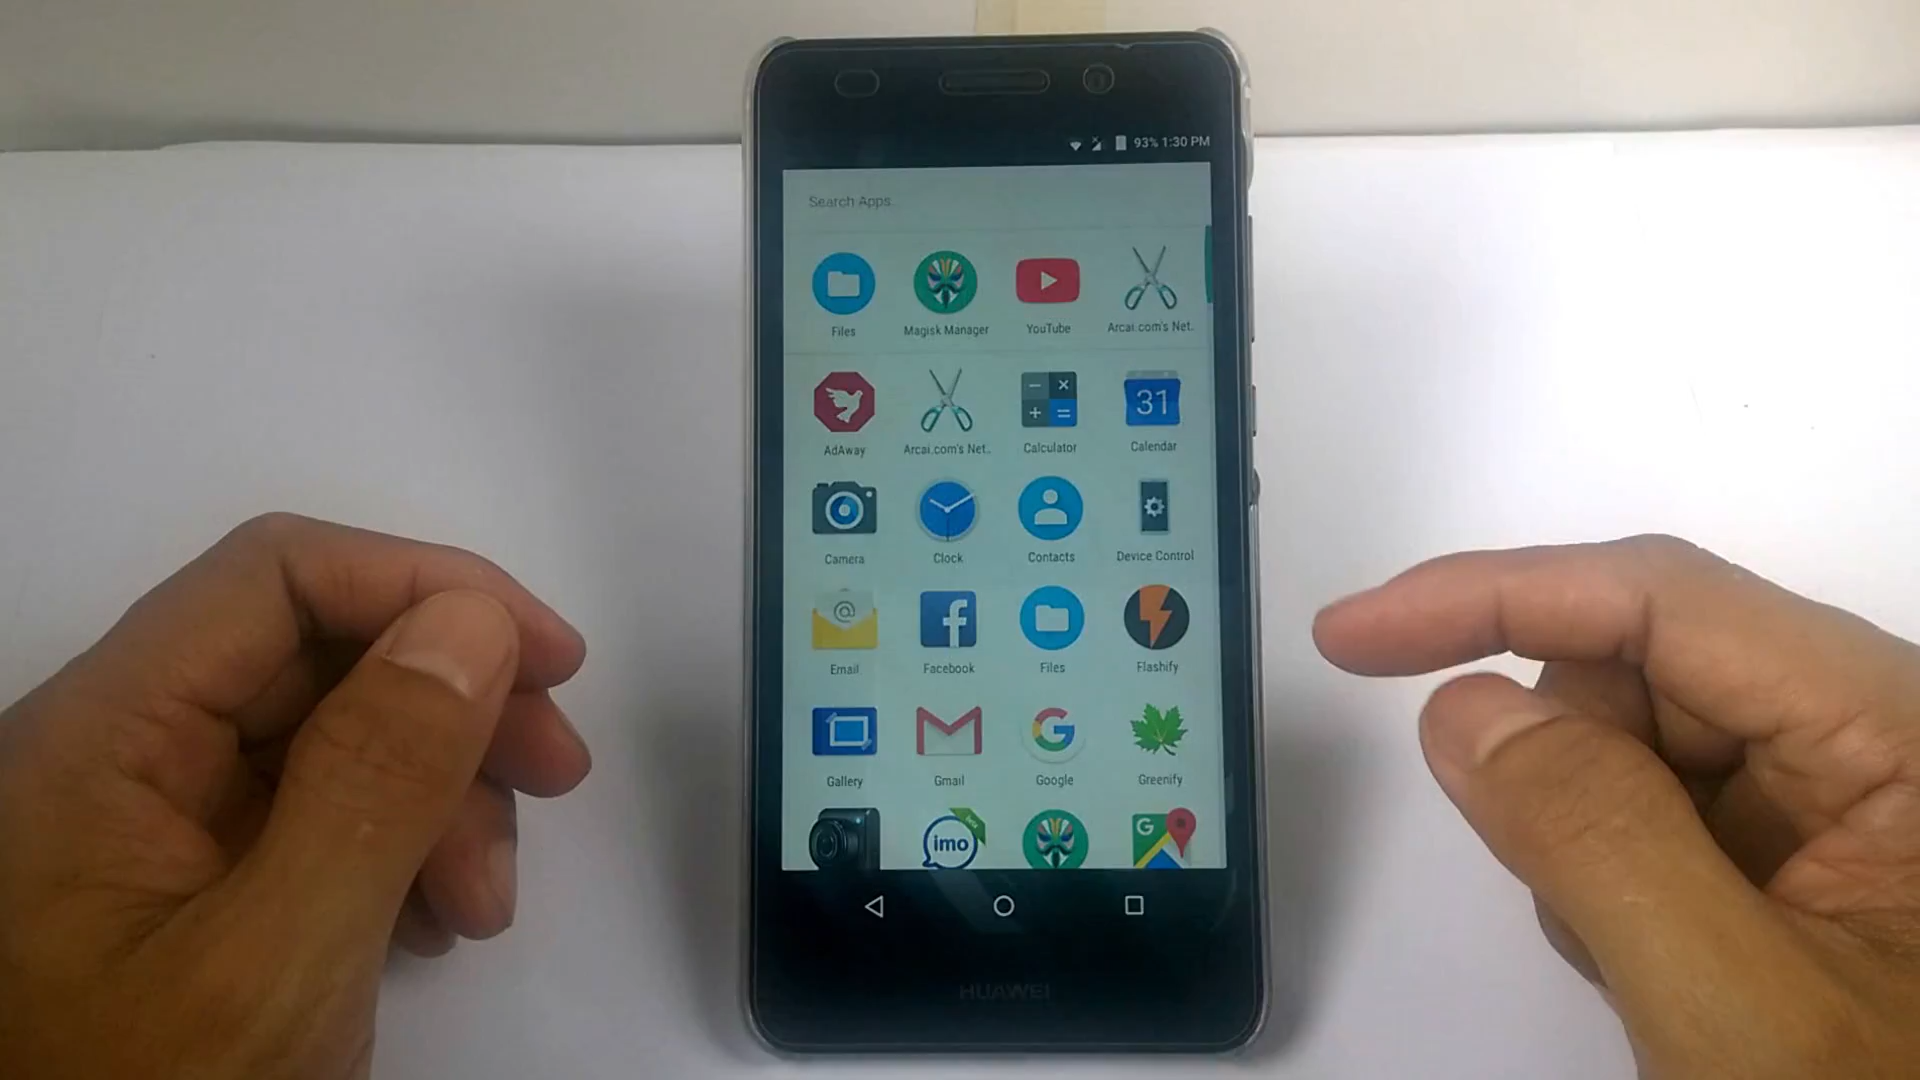 93% 1:30 PM
Search Apps...
Files Magisk Manager YouTube Arcai.com's Net..
31
AdAway Arcai.com's Net.. Calculator Calendar
Camera Clock Contacts Device Control
@ f
Email Facebook Files Flashify
M G
Gallery Gmail Google Greenify
imo beta G
HUAWEI